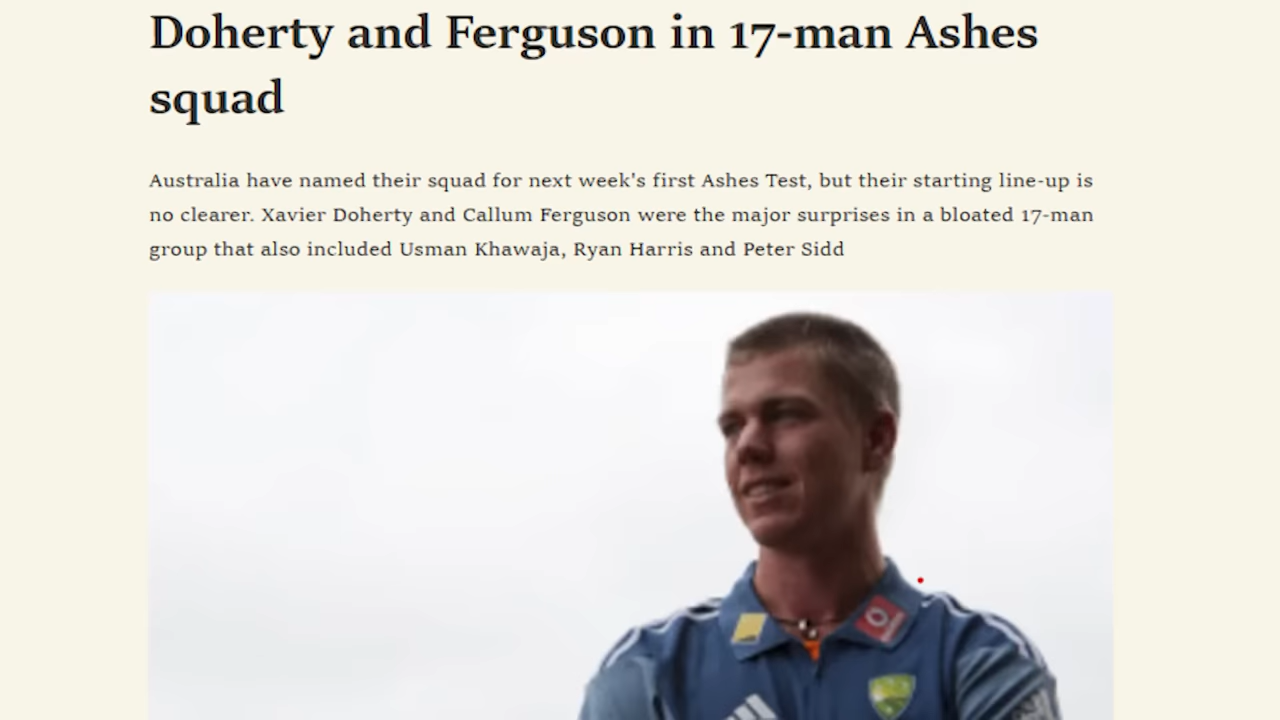 Doherty and Ferguson in 17-man Ashes
squad
Australia have named their squad for next week's first Ashes Test, but their starting line-up is
no clearer. Xavier Doherty and Callum Ferguson were the major surprises in a bloated 17-man
group that also included Usman Khawaja, Ryan Harris and Peter Sidd